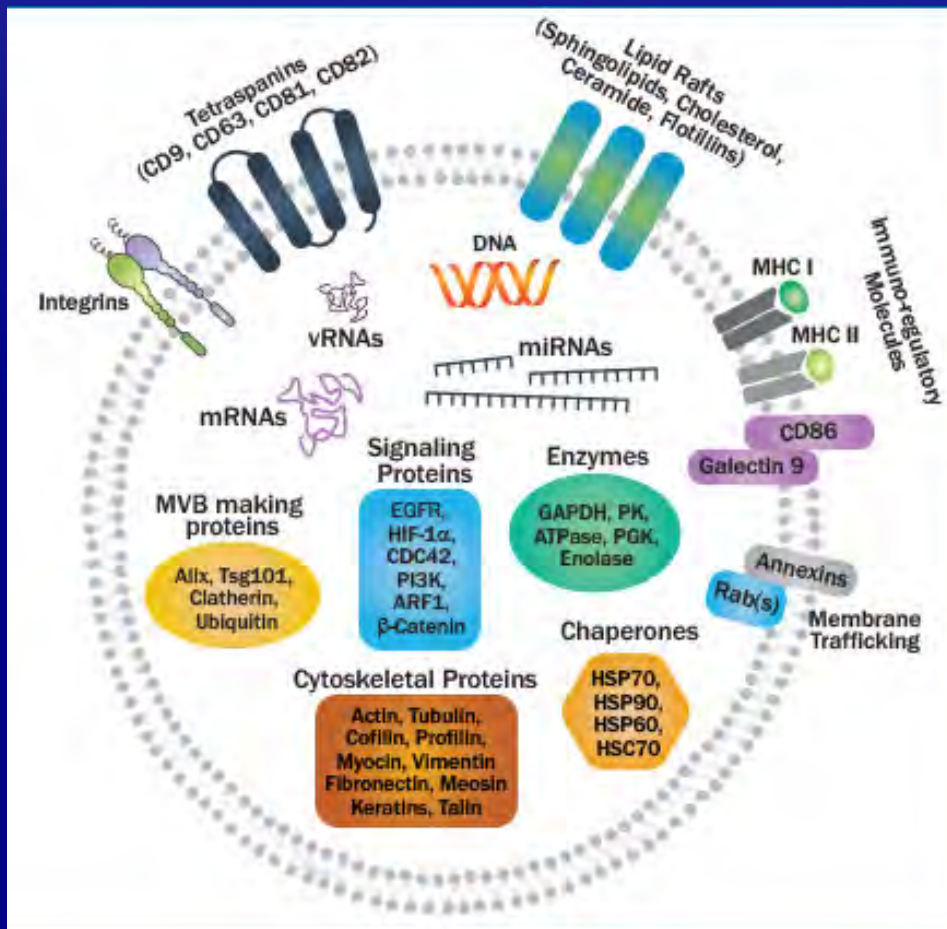 Tetraspanins
(CD9, CD63, CD81, CD82)
Lipid Rafts
(Sphingolipids, Cholesterol,
Ceramide, Flotillins)
Immuno-regulatory
Molecules
Integrins
DNA
MHC I
MHC II
vRNAs
miRNAs
mRNAs
CD86
Galectin 9
Signaling
Proteins
EGFR,
HIF-1α,
CDC42,
PI3K,
ARF1,
β-Catenin
Enzymes
GAPDH, PK,
ATPase, PGK,
Enolase
MVB making
proteins
Alix, Tsg101,
Clatherin,
Ubiquitin
Annexins
Rab(s)
Membrane
Trafficking
Chaperones
HSP70,
HSP90,
HSP60,
HSC70
Cytoskeletal Proteins
Actin, Tubulin,
Cofilin, Profilin,
Myocin, Vimentin
Fibronectin, Meosin
Keratins, Talin